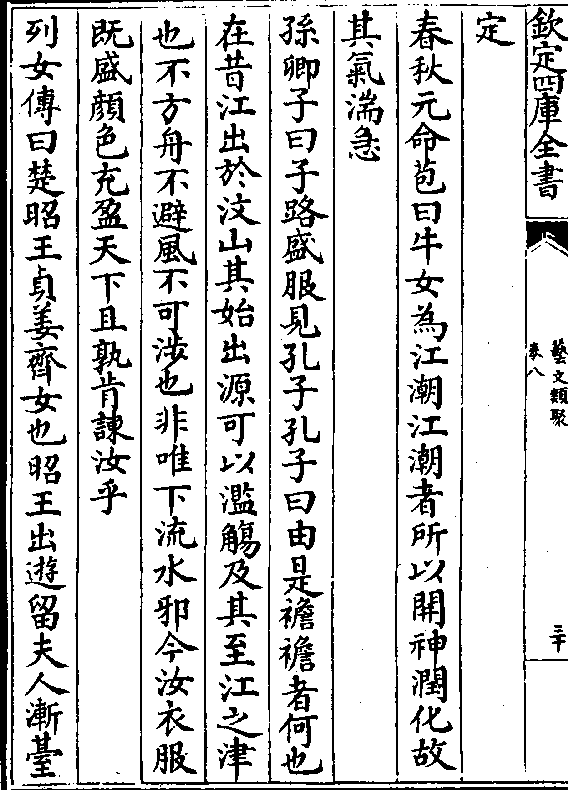 欽定四庫全書
藝文類聚
卷八
三十
定
春秋元命苞曰牛女為江潮江潮者所以開神潤化故
其氣湍急
孫卿子曰子路盛服見孔子孔子曰由是襜襜者何也
在昔江出於汶山其始出源可以濫觴及其至江之津
也不方舟不避風不可涉也非唯下流水邪今汝衣服
既盛顏色充盈天下且孰肯諫汝乎
列女傳曰楚昭王貞姜齊女也昭王出遊留夫人漸臺